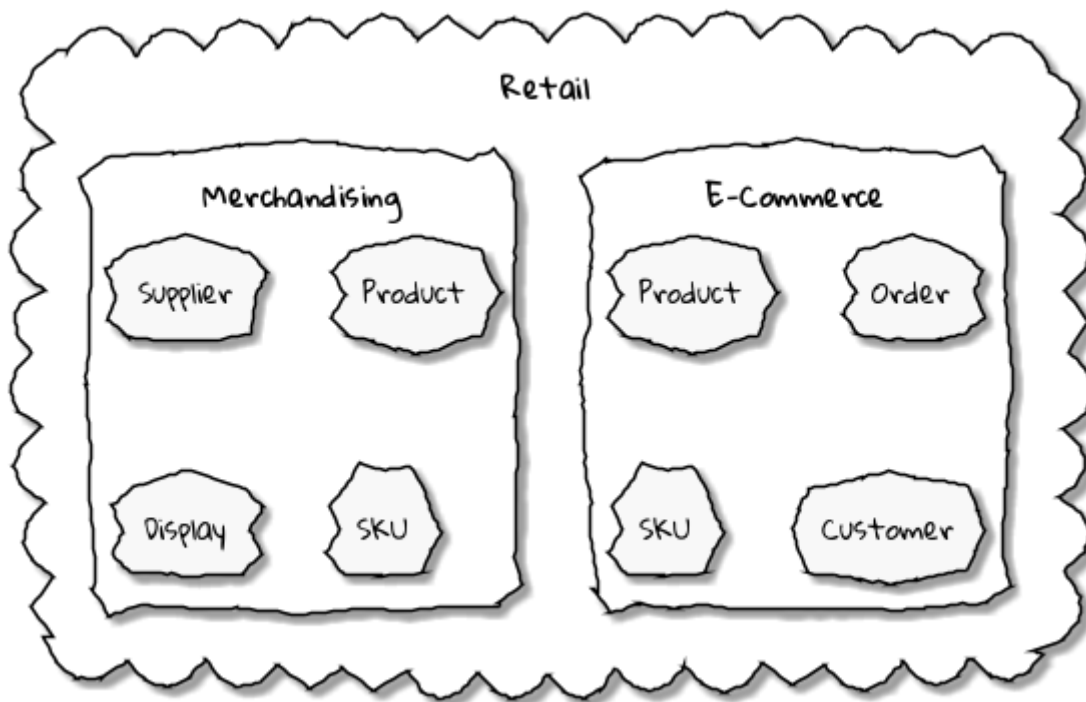 Retail
Merchandising
Supplier
Product
Display
SKU
E-Commerce
Product
Order
SKU
Customer